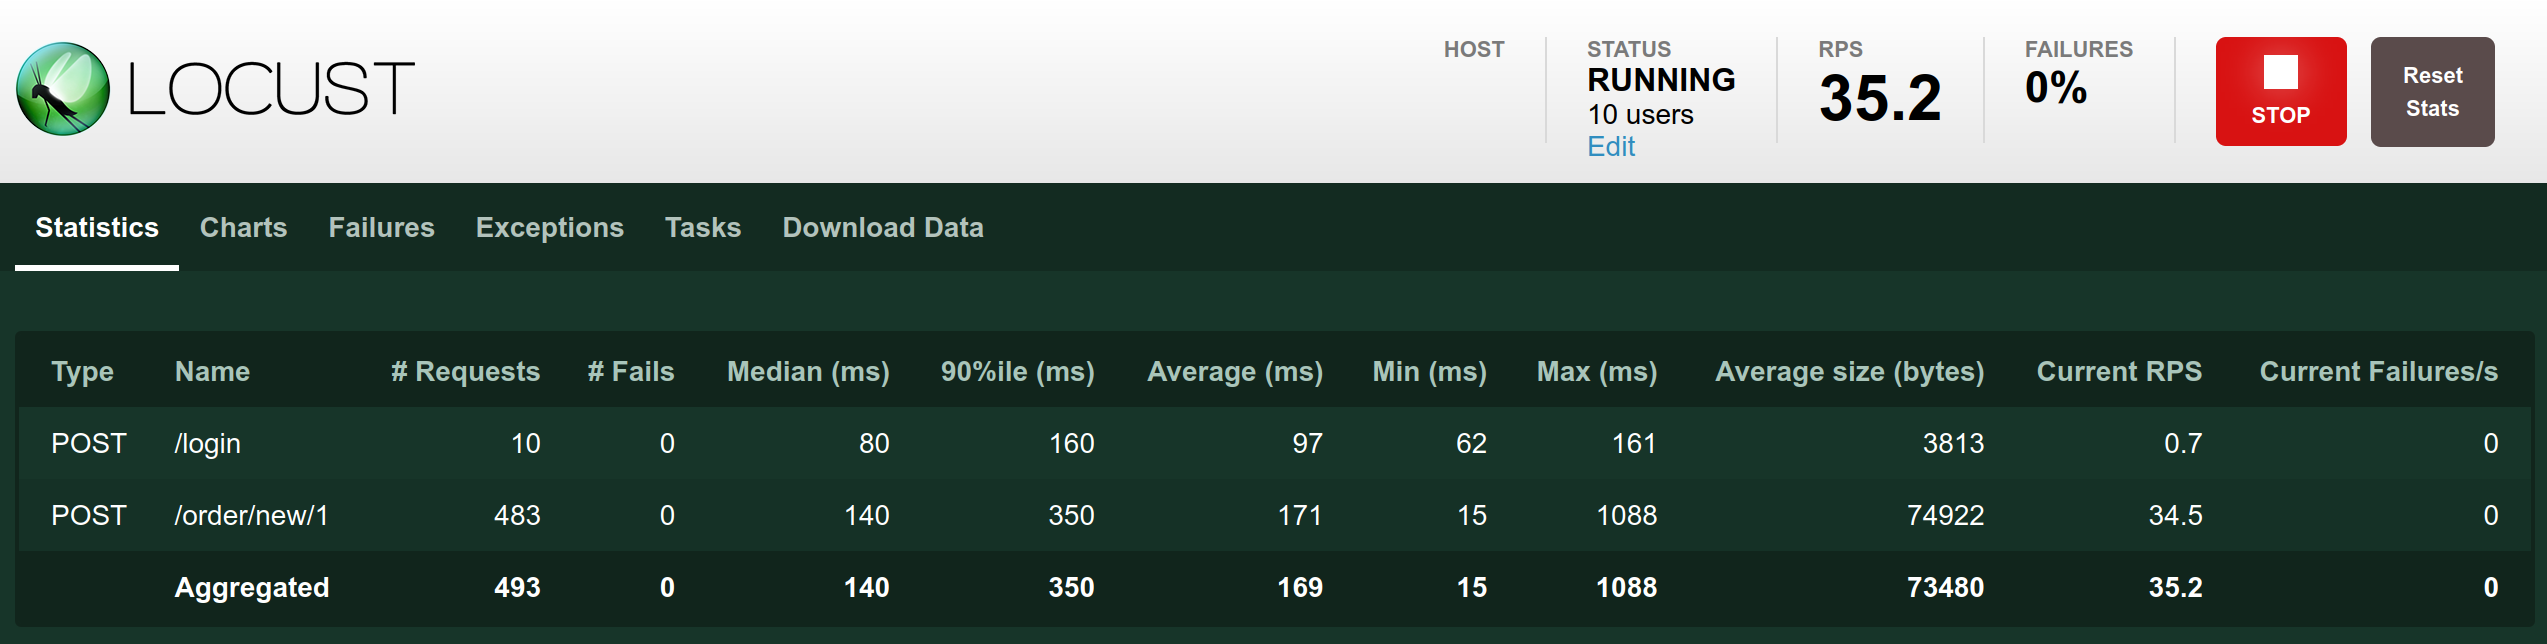 LOCUST
HOST
STATUS
RUNNING
10 users
Edit
RPS
35.2
FAILURES
0%
STOP
Reset
Stats
Statistics Charts Failures Exceptions Tasks Download Data
Type Name # Requests # Fails Median (ms) 90%ile (ms) Average (ms) Min (ms) Max (ms) Average size (bytes) Current RPS Current Failures/s
POST /login 10 0 80 160 97 62 161 3813 0.7 0
POST /order/new/1 483 0 140 350 171 15 1088 74922 34.5 0
Aggregated 493 0 140 350 169 15 1088 73480 35.2 0